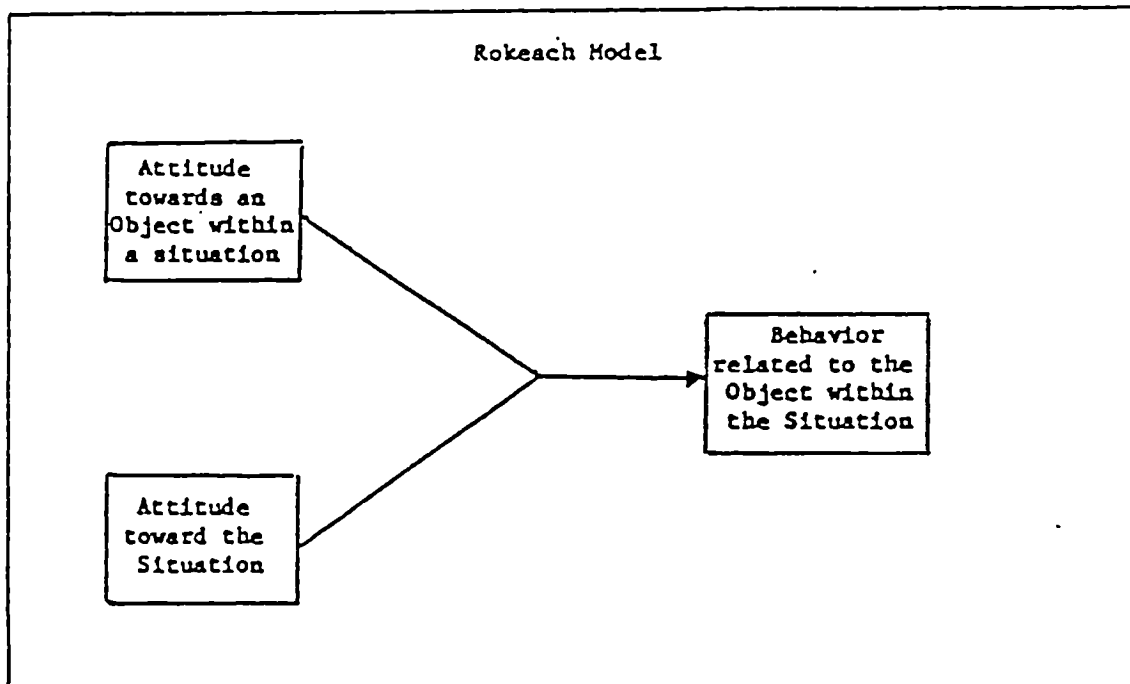 Rokeach Model
Attitude
towards an
Object within
a situation
Behavior
related to the
Object within
the Situation
Attitude
toward the
Situation